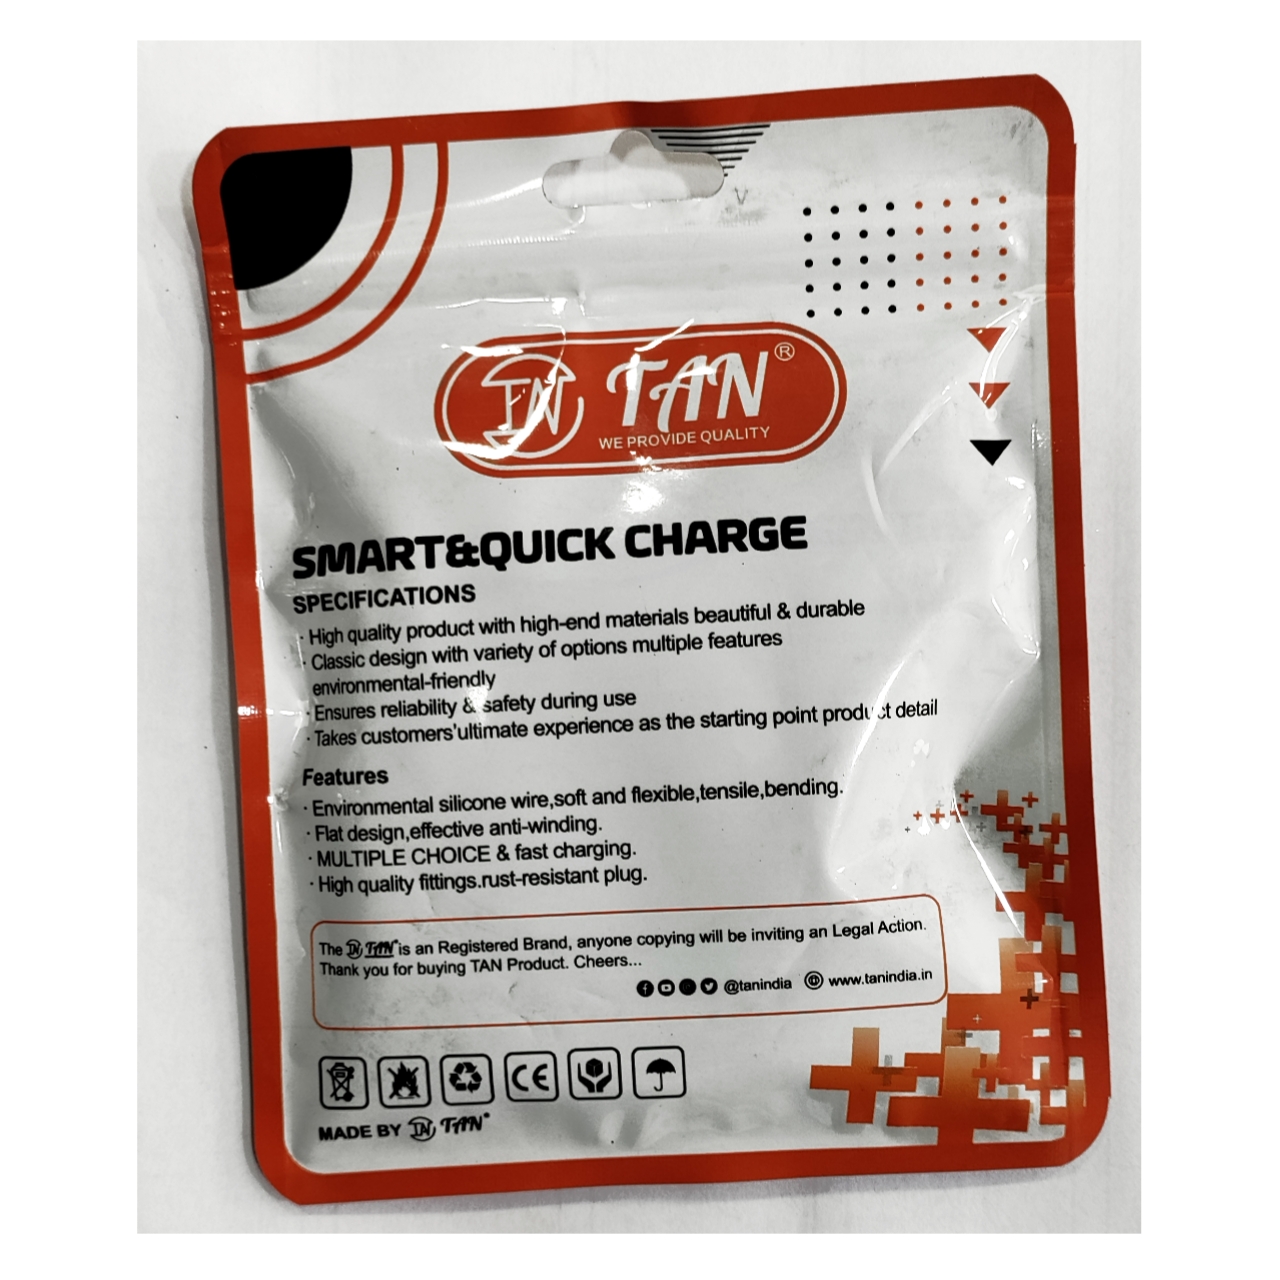 TAN®
WE PROVIDE QUALITY
SMART&QUICK CHARGE
SPECIFICATIONS
· High quality product with high-end materials beautiful & durable
· Classic design with variety of options multiple features
environmental-friendly
· Ensures reliability & safety during use
· Takes customers'ultimate experience as the starting point product detail
Features
· Environmental silicone wire,soft and flexible,tensile,bending.
· Flat design,effective anti-winding.
· MULTIPLE CHOICE & fast charging.
· High quality fittings.rust-resistant plug.
The TAN® is an Registered Brand, anyone copying will be inviting an Legal Action.
Thank you for buying TAN Product. Cheers...
@tanindia www.tanindia.in
CE
MADE BY TAN®